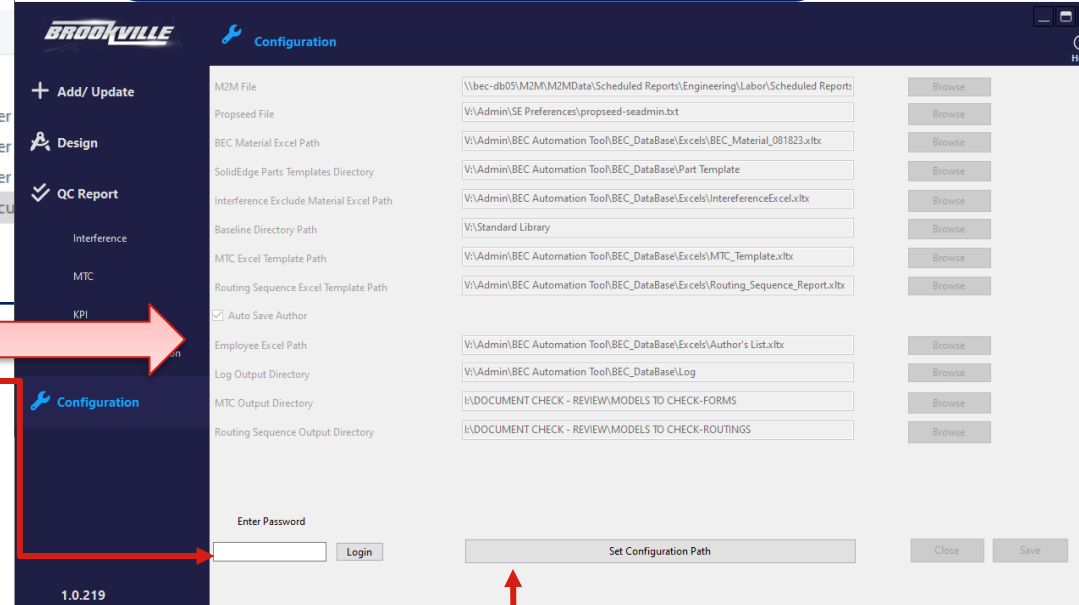 BROOKVILLE
Configuration
Add/ Update
Design
QC Report
Interference
MTC
KPI
Configuration
1.0.219
M2M File
\\bec-db05\M2M\M2MData\Scheduled Reports\Engineering\Labor\Scheduled Reports
Browse
Propseed File
V:\Admin\SE Preferences\propseed-seadmin.txt
Browse
BEC Material Excel Path
V:\Admin\BEC Automation Tool\BEC_DataBase\Excels\BEC_Material_081823.xltx
Browse
SolidEdge Parts Templates Directory
V:\Admin\BEC Automation Tool\BEC_DataBase\Part Template
Browse
Interference Exclude Material Excel Path
V:\Admin\BEC Automation Tool\BEC_DataBase\Excels\IntereferenceExcel.xltx
Browse
Baseline Directory Path
V:\Standard Library
Browse
MTC Excel Template Path
V:\Admin\BEC Automation Tool\BEC_DataBase\Excels\MTC_Template.xltx
Browse
Routing Sequence Excel Template Path
V:\Admin\BEC Automation Tool\BEC_DataBase\Excels\Routing_Sequence_Report.xltx
Browse
Auto Save Author
Employee Excel Path
V:\Admin\BEC Automation Tool\BEC_DataBase\Excels\Author's List.xltx
Browse
Log Output Directory
V:\Admin\BEC Automation Tool\BEC_DataBase\Log
Browse
MTC Output Directory
I:\DOCUMENT CHECK - REVIEW\MODELS TO CHECK-FORMS
Browse
Routing Sequence Output Directory
I:\DOCUMENT CHECK - REVIEW\MODELS TO CHECK-ROUTINGS
Browse
Enter Password
Login
Set Configuration Path
Close
Save